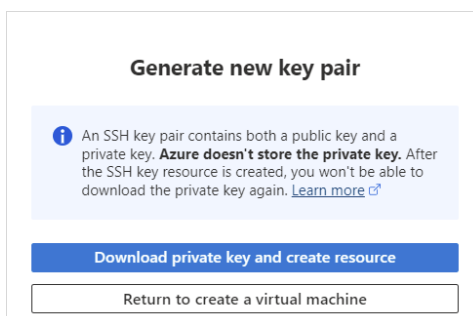 Generate new key pair
An SSH key pair contains both a public key and a
private key. Azure doesn't store the private key. After
the SSH key resource is created, you won't be able to
download the private key again. Learn more
Download private key and create resource
Return to create a virtual machine